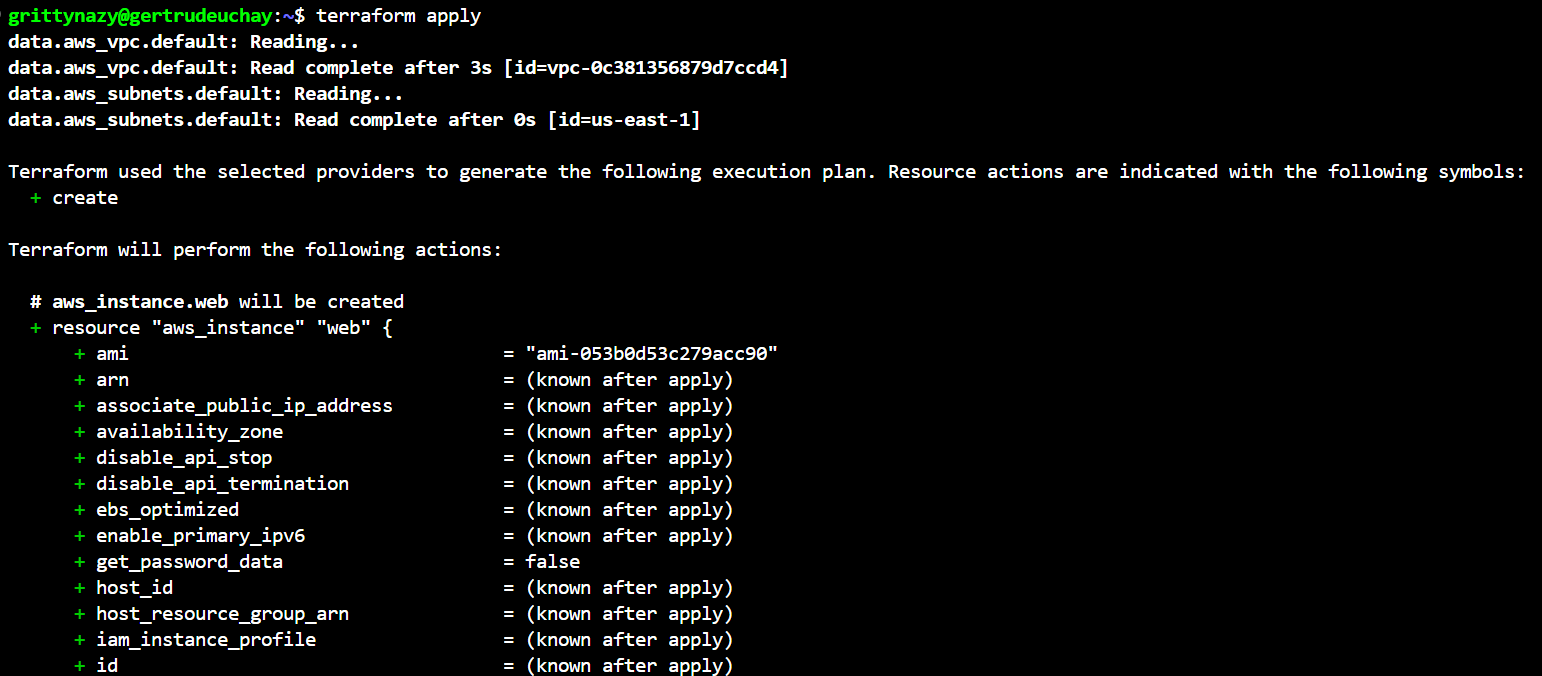 grittynazy@gertrudeuchay:~$ terraform apply
data.aws_vpc.default: Reading...
data.aws_vpc.default: Read complete after 3s [id=vpc-0c381356879d7ccd4]
data.aws_subnets.default: Reading...
data.aws_subnets.default: Read complete after 0s [id=us-east-1]
Terraform used the selected providers to generate the following execution plan. Resource actions are indicated with the following symbols:
+ create
Terraform will perform the following actions:
# aws_instance.web will be created
+ resource "aws_instance" "web" {
+ ami = "ami-053b0d53c279acc90"
+ arn = (known after apply)
+ associate_public_ip_address = (known after apply)
+ availability_zone = (known after apply)
+ disable_api_stop = (known after apply)
+ disable_api_termination = (known after apply)
+ ebs_optimized = (known after apply)
+ enable_primary_ipv6 = (known after apply)
+ get_password_data = false
+ host_id = (known after apply)
+ host_resource_group_arn = (known after apply)
+ iam_instance_profile = (known after apply)
+ id = (known after apply)